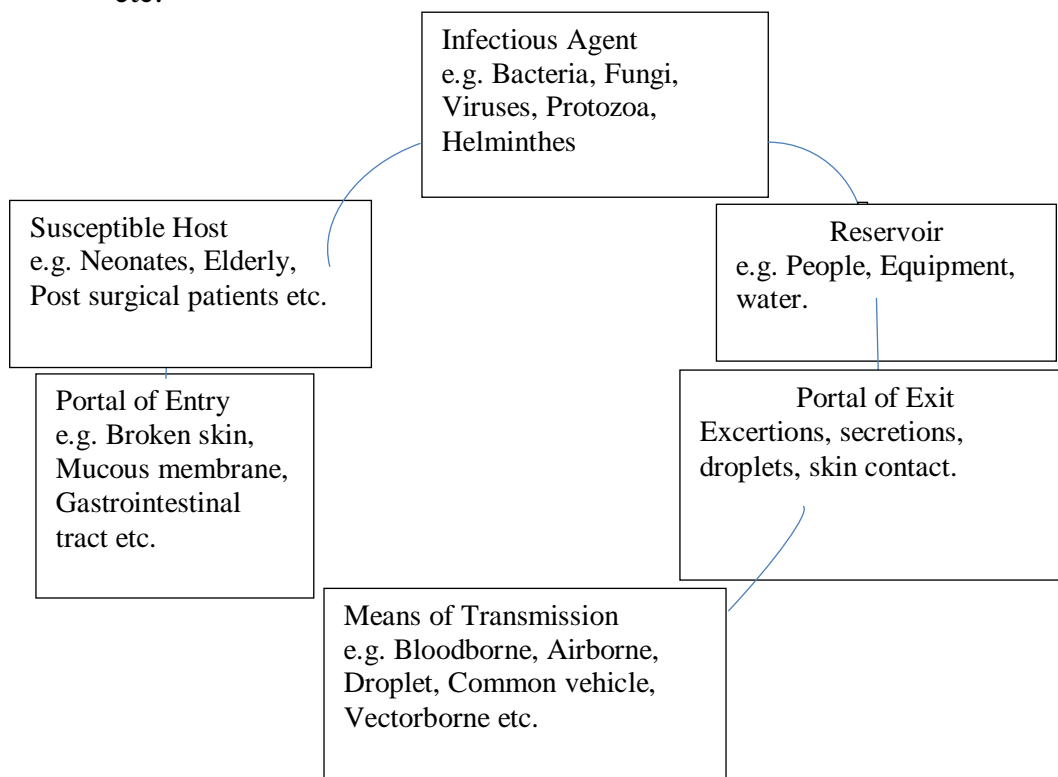 etc.
Infectious Agent
e.g. Bacteria, Fungi,
Viruses, Protozoa,
Helminthes
Susceptible Host
e.g. Neonates, Elderly,
Post surgical patients etc.
Reservoir
e.g. People, Equipment,
water.
Portal of Entry
e.g. Broken skin,
Mucous membrane,
Gastrointestinal
tract etc.
Portal of Exit
Excertions, secretions,
droplets, skin contact.
Means of Transmission
e.g. Bloodborne, Airborne,
Droplet, Common vehicle,
Vectorborne etc.